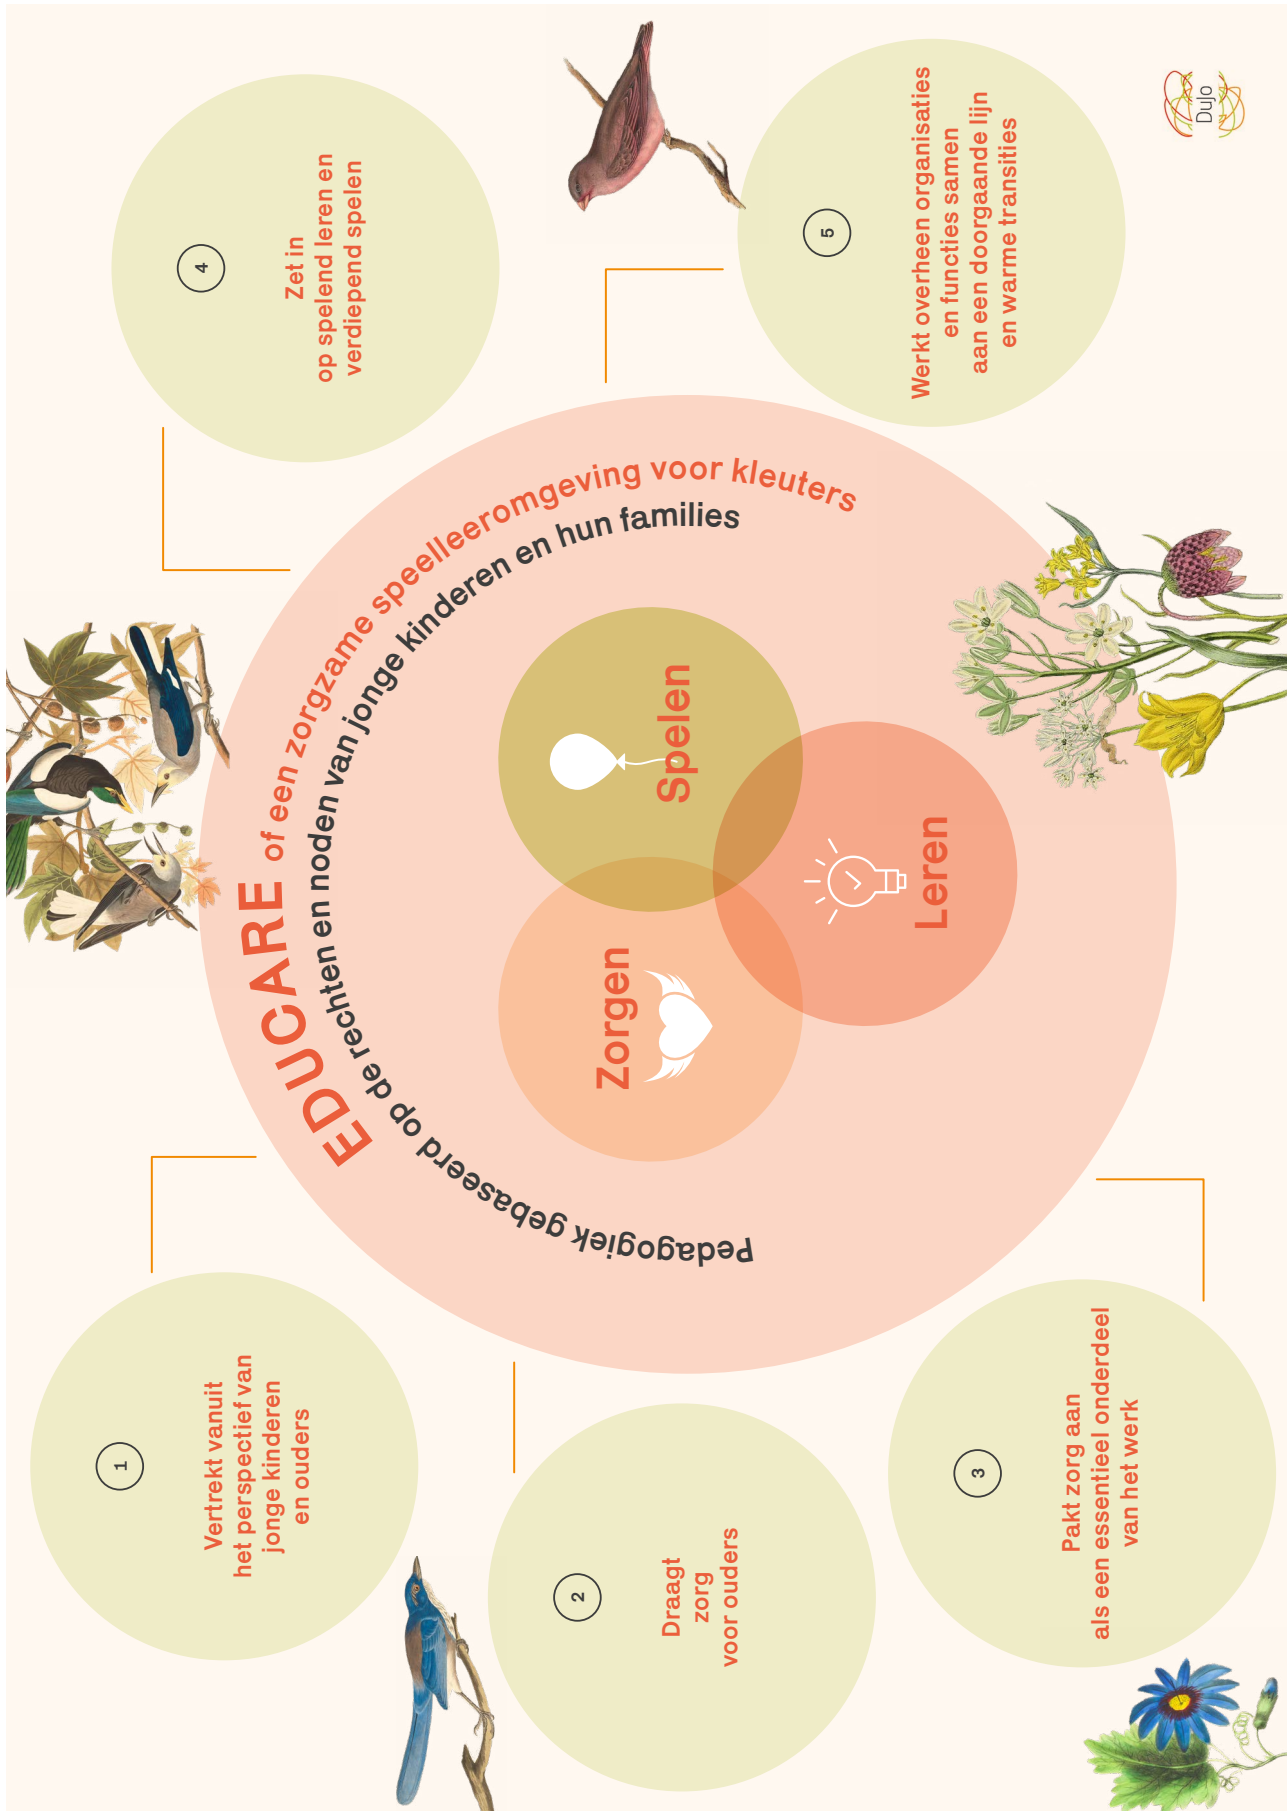 EDUCARE of een zorgzame speelleeromgeving voor kleuters
Pedagogiek gebaseerd op de rechten en noden van jonge kinderen en hun families
Zorgen
Spelen
Leren
1
Vertrekt vanuit
het perspectief van
jonge kinderen
en ouders
2
Draagt
zorg
voor ouders
3
Pakt zorg aan
als een essentieel onderdeel
van het werk
4
Zet in
op spelend leren en
verdiepend spelen
5
Werkt overheen organisaties
en functies samen
aan een doorgaande lijn
en warme transities
DuJo